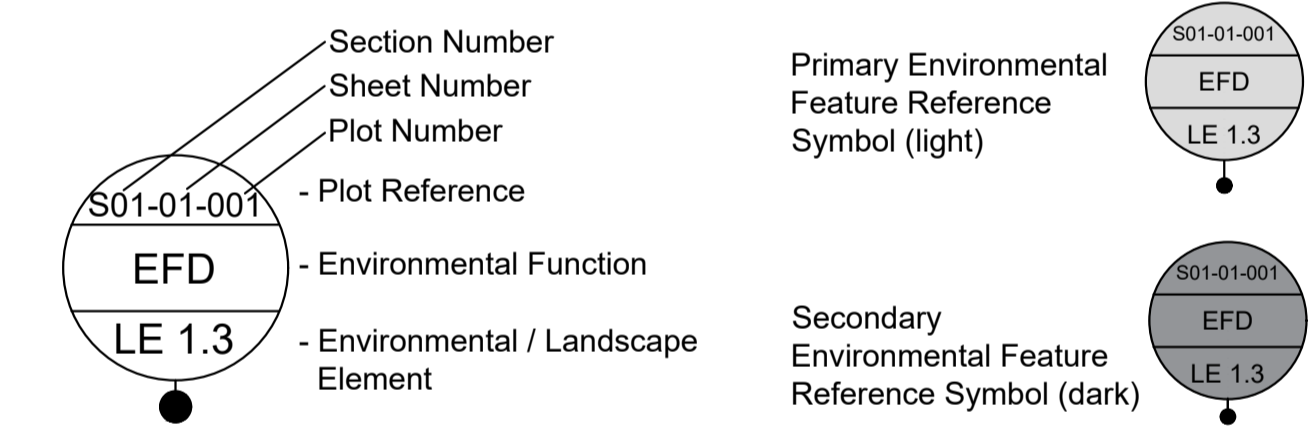 Section Number
Sheet Number
Plot Number
S01-01-001
- Plot Reference
EFD
- Environmental Function
LE 1.3
- Environmental / Landscape
Element
Primary Environmental
Feature Reference
Symbol (light)
S01-01-001
EFD
LE 1.3
Secondary
Environmental Feature
Reference Symbol (dark)
S01-01-001
EFD
LE 1.3